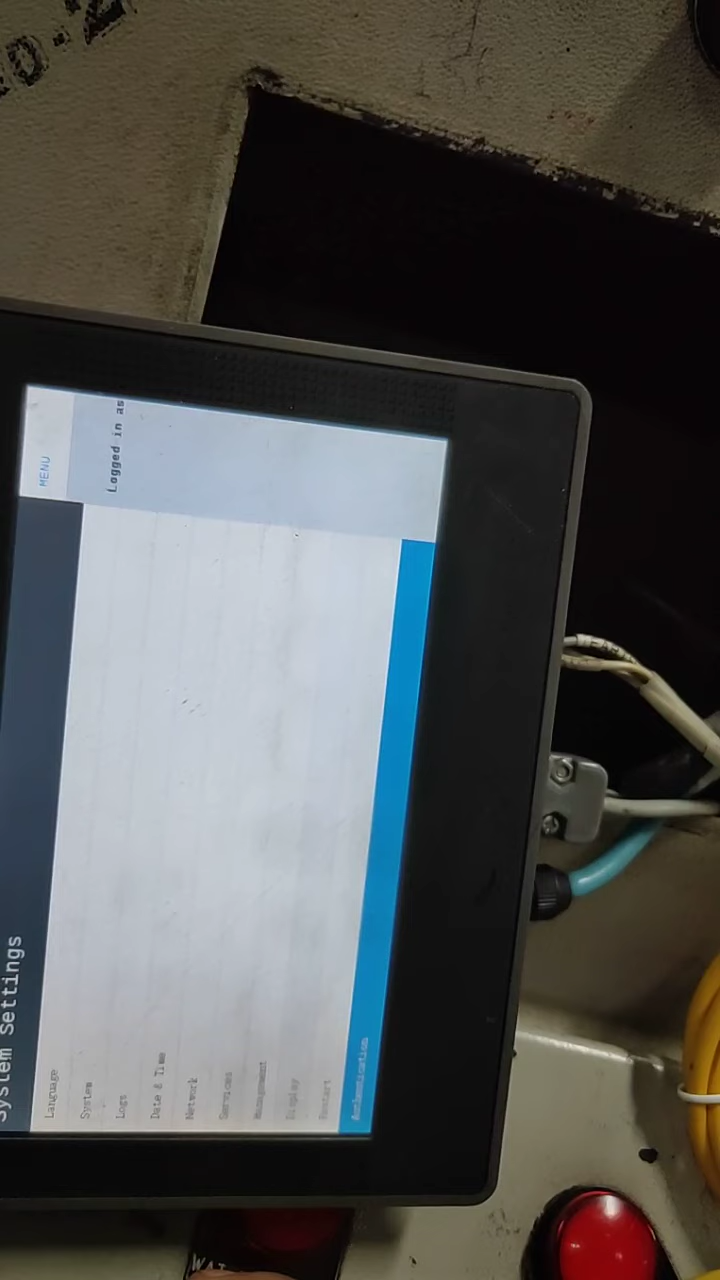 System Settings
MENU
Logged in as
Language
System
Logs
Date & Time
Network
Services
Management
Display
Restart
Authentication